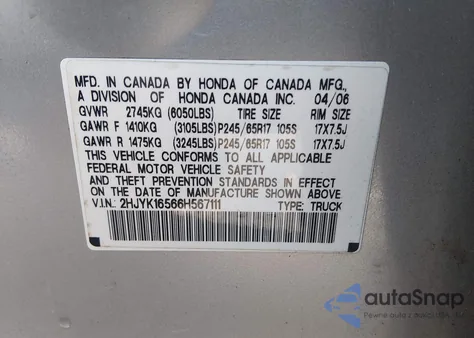 MFD. IN CANADA BY HONDA OF CANADA MFG.,
A DIVISION OF HONDA CANADA INC. 04/06
GVWR 2745KG (6050LBS) TIRE SIZE RIM SIZE
GAWR F 1410KG (3105LBS)P245/65R17 105S 17X7.5J
GAWR R 1475KG (3245LBS)P245/65R17 105S 17X7.5J
THIS VEHICLE CONFORMS TO ALL APPLICABLE
FEDERAL MOTOR VEHICLE SAFETY
AND THEFT PREVENTION STANDARDS IN EFFECT
ON THE DATE OF MANUFACTURE SHOWN ABOVE.
V.I.N.: 2HJYK16566H567111 TYPE: TRUCK
autaSnap